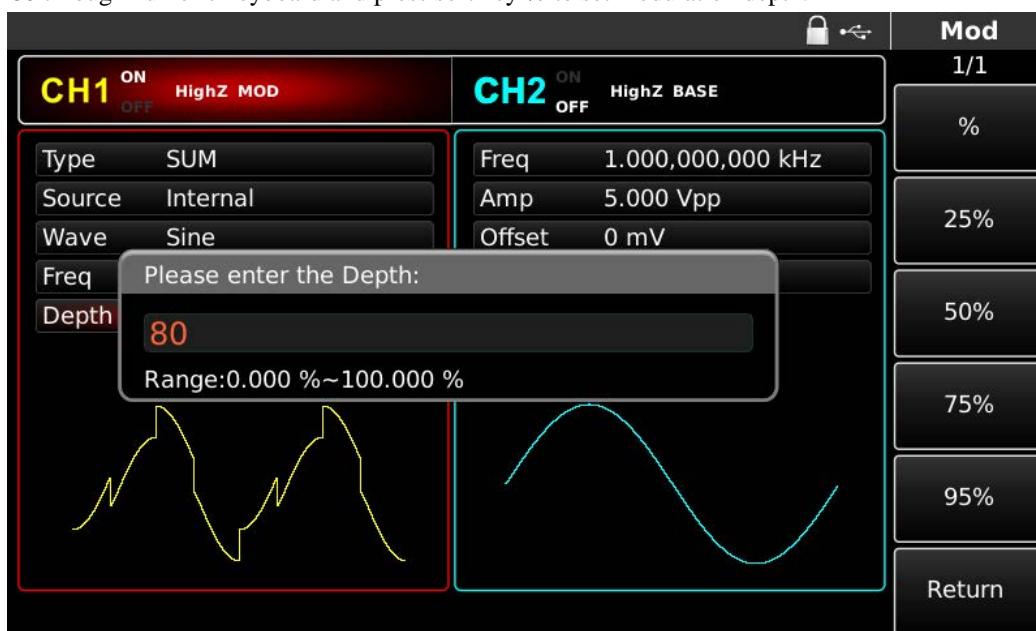 Mod
1/1
CH1 ON OFF HighZ MOD
CH2 ON OFF HighZ BASE
Type SUM
Source Internal
Wave Sine
Freq
Depth
Freq 1.000,000,000 kHz
Amp 5.000 Vpp
Offset 0 mV
Please enter the Depth:
80
Range:0.000 %~100.000 %
%
25%
50%
75%
95%
Return